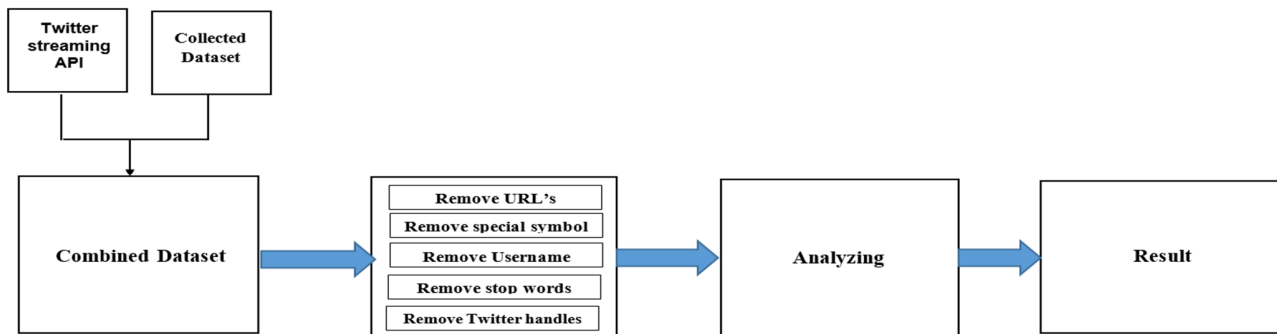 Twitter
streaming
API
Collected
Dataset
Combined Dataset
Remove URL’s
Remove special symbol
Remove Username
Remove stop words
Remove Twitter handles
Analyzing
Result